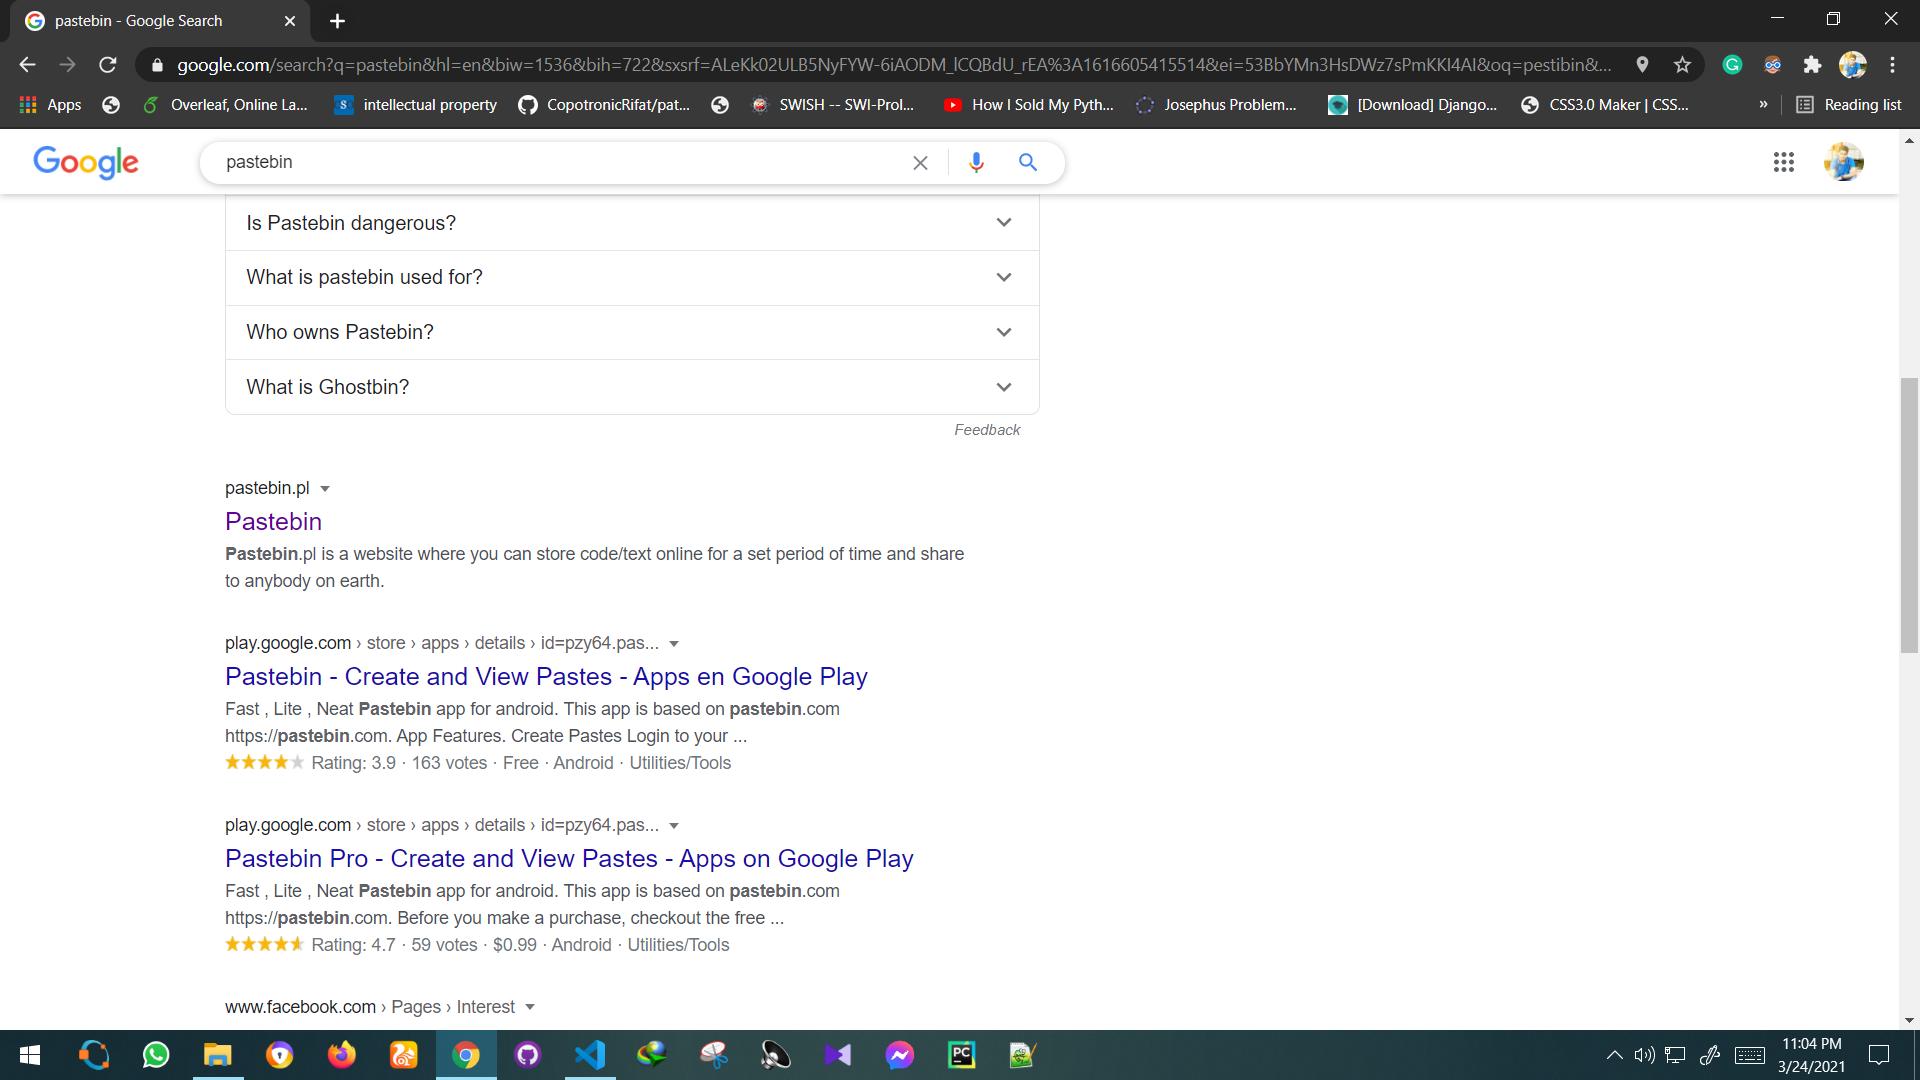 pastebin - Google Search
google.com/search?q=pastebin&hl=en&biw=1536&bih=722&sxsrf=ALeKk02ULB5NyFYW-6iAODM_lCQBdU_rEA%3A1616605415514&ei=53BbYMn3HsDWz7sPmKKI4AI&oq=pestibin&...
Apps
Overleaf, Online La...
intellectual property
CopotronicRifat/pat...
SWISH -- SWI-Prol...
How I Sold My Pyth...
Josephus Problem...
[Download] Django...
CSS3.0 Maker | CSS...
»
Reading list
Google
pastebin
Is Pastebin dangerous?
What is pastebin used for?
Who owns Pastebin?
What is Ghostbin?
Feedback
pastebin.pl
Pastebin
Pastebin.pl is a website where you can store code/text online for a set period of time and share
to anybody on earth.
play.google.com › store › apps › details › id=pzy64.pas...
Pastebin - Create and View Pastes - Apps en Google Play
Fast , Lite , Neat Pastebin app for android. This app is based on pastebin.com
https://pastebin.com. App Features. Create Pastes Login to your ...
Rating: 3.9 · 163 votes · Free · Android · Utilities/Tools
play.google.com › store › apps › details › id=pzy64.pas...
Pastebin Pro - Create and View Pastes - Apps on Google Play
Fast , Lite , Neat Pastebin app for android. This app is based on pastebin.com
https://pastebin.com. Before you make a purchase, checkout the free ...
Rating: 4.7 · 59 votes · $0.99 · Android · Utilities/Tools
www.facebook.com › Pages › Interest
PC
11:04 PM
3/24/2021